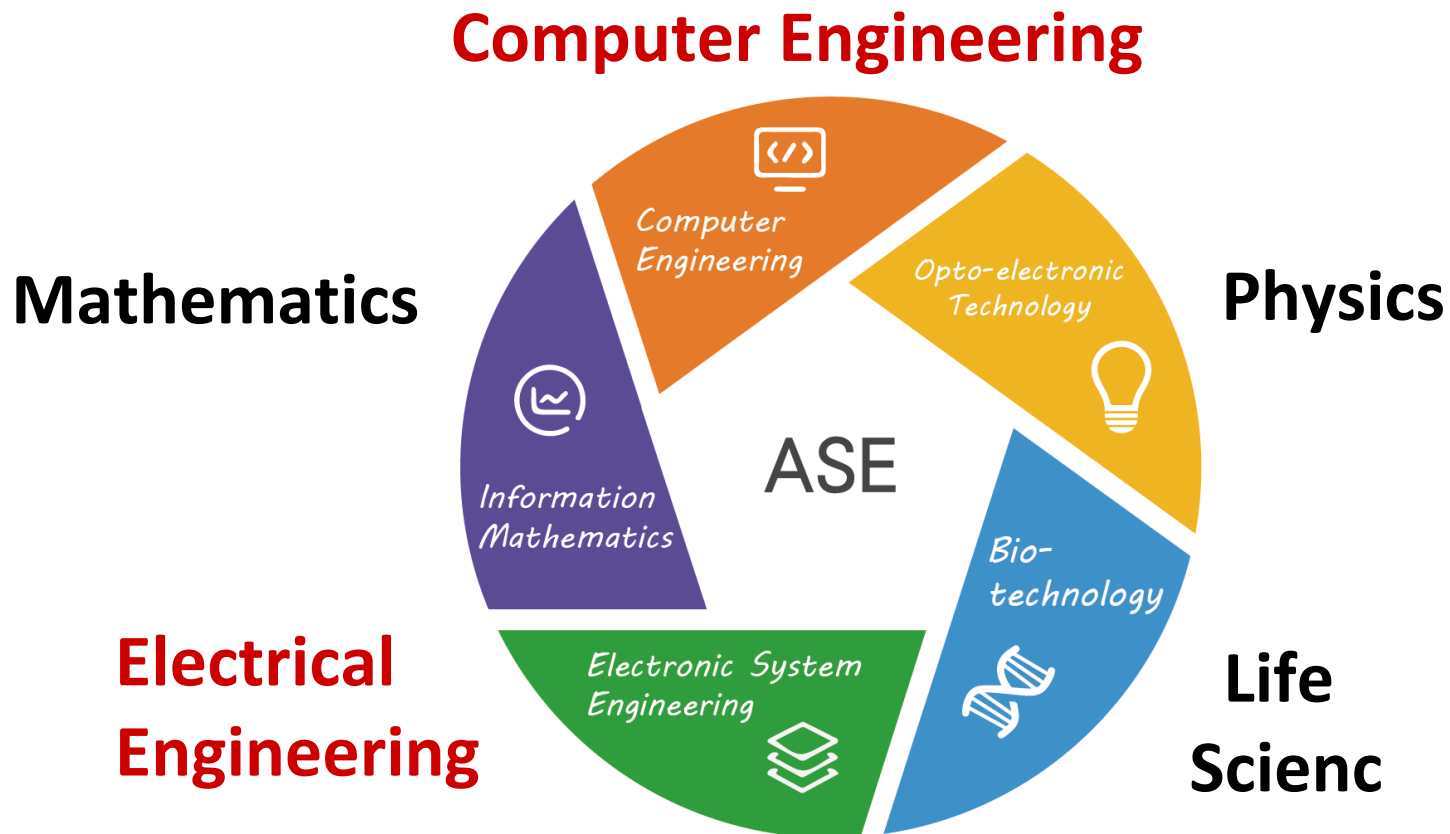 Computer Engineering
Computer
Engineering
Opto-electronic
Technology
Mathematics
Physics
ASE
Information
Mathematics
Bio-
technology
Electrical
Engineering
Electronic System
Engineering
Life
Scienc